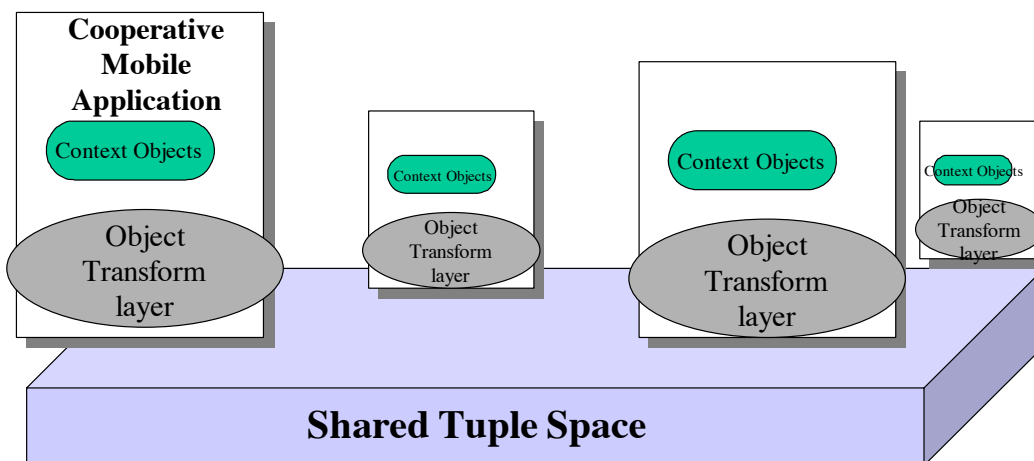 Cooperative
Mobile
Application
Context Objects
Object
Transform
layer
Context Objects
Object
Transform
layer
Context Objects
Object
Transform
layer
Context Objects
Object
Transform
layer
Shared Tuple Space